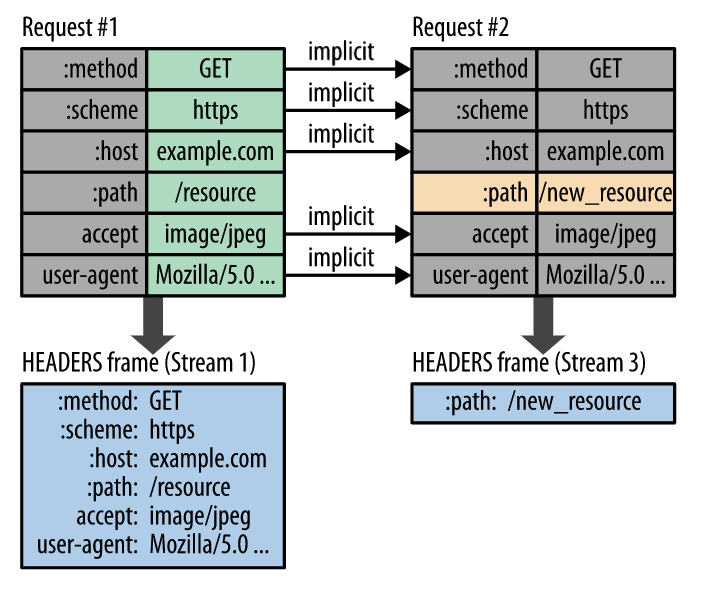 Request #1
:method GET
:scheme https
:host example.com
:path /resource
accept image/jpeg
user-agent Mozilla/5.0 ...
implicit
implicit
implicit
implicit
implicit
Request #2
:method GET
:scheme https
:host example.com
:path /new_resource
accept image/jpeg
user-agent Mozilla/5.0 ...
HEADERS frame (Stream 1)
:method: GET
:scheme: https
:host: example.com
:path: /resource
accept: image/jpeg
user-agent: Mozilla/5.0 ...
HEADERS frame (Stream 3)
:path: /new_resource